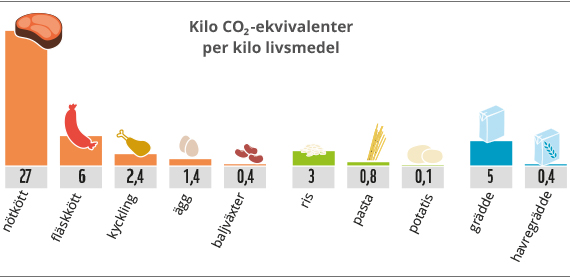 Kilo CO₂-ekvivalenter
per kilo livsmedel
27 6 2,4 1,4 0,4 3 0,8 0,1 5 0,4
nötkött fläskkött kyckling ägg baljväxter ris pasta potatis grädde havregrädde